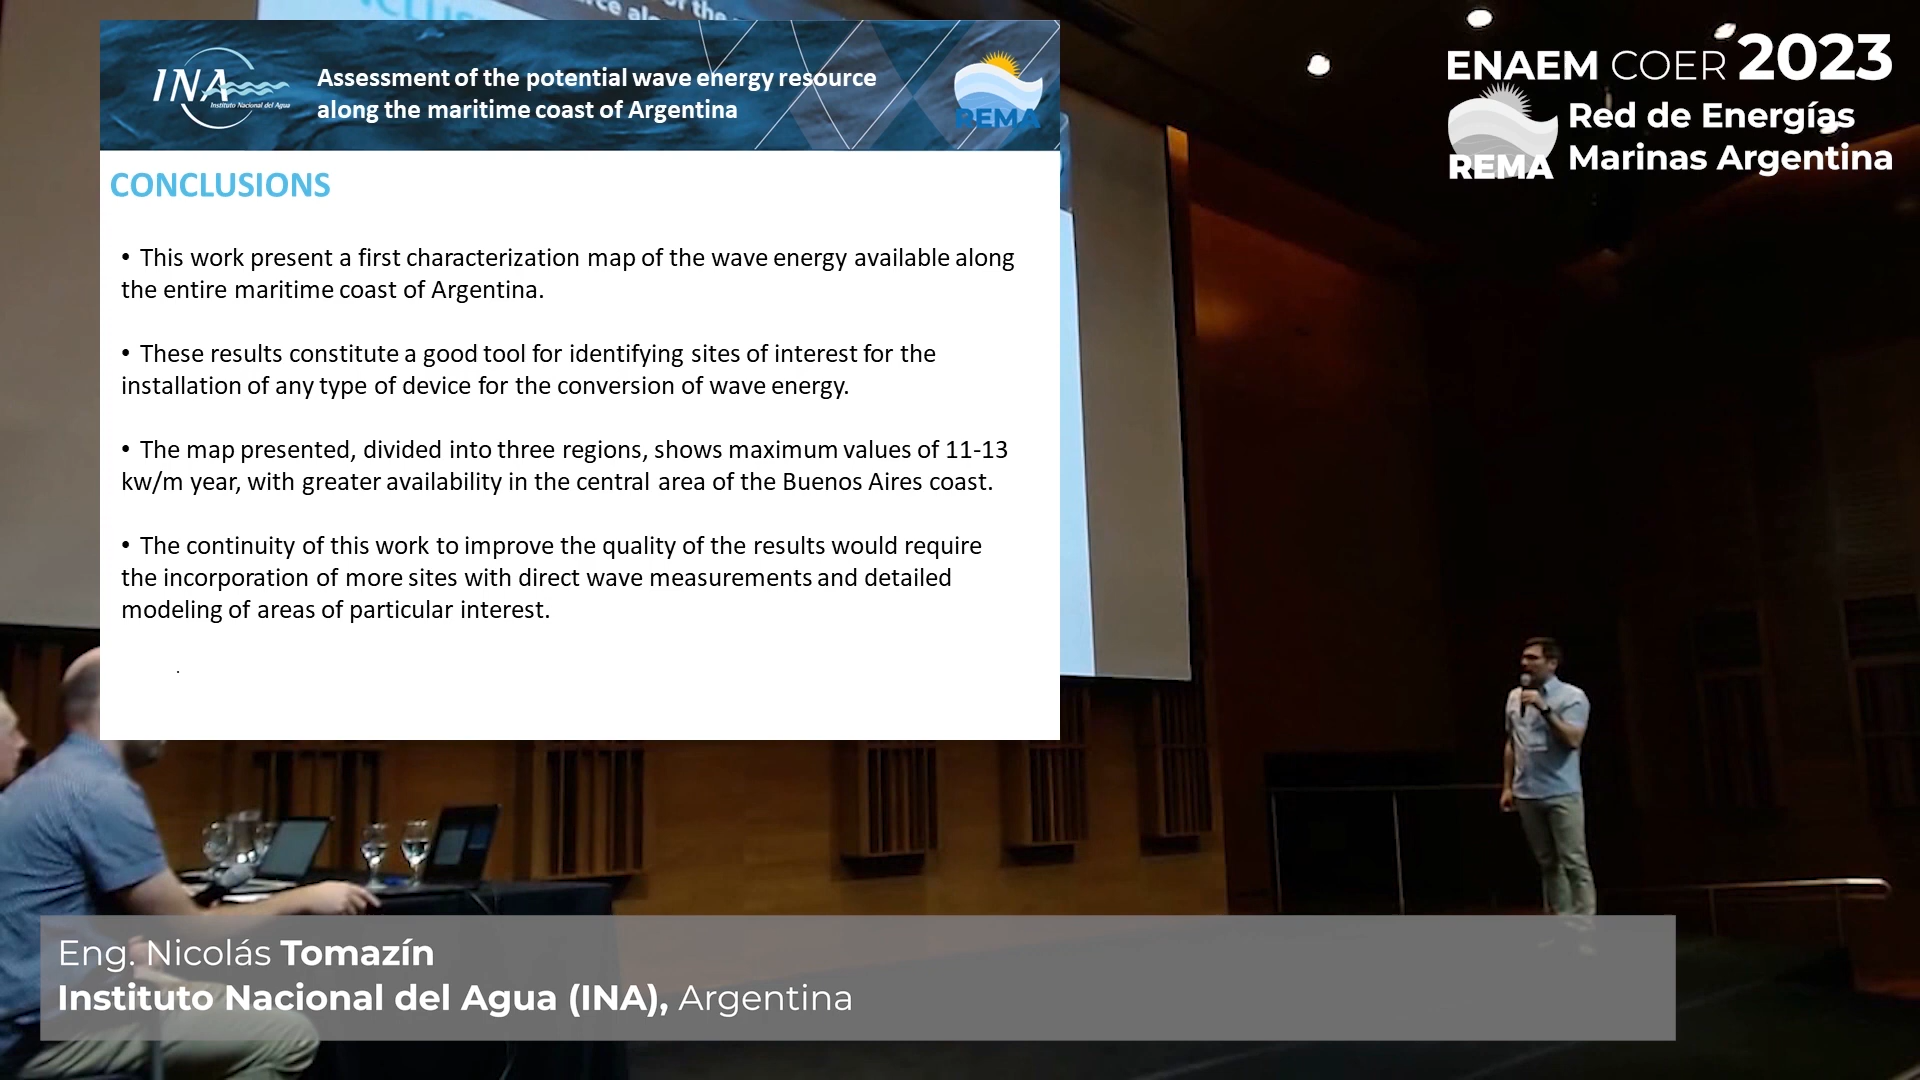 INA
Instituto Nacional del Agua
Assessment of the potential wave energy resource
along the maritime coast of Argentina
REMA
CONCLUSIONS
• This work present a first characterization map of the wave energy available along
the entire maritime coast of Argentina.
• These results constitute a good tool for identifying sites of interest for the
installation of any type of device for the conversion of wave energy.
• The map presented, divided into three regions, shows maximum values of 11-13
kw/m year, with greater availability in the central area of the Buenos Aires coast.
• The continuity of this work to improve the quality of the results would require
the incorporation of more sites with direct wave measurements and detailed
modeling of areas of particular interest.
.
ENAEM COER 2023
REMA
Red de Energías
Marinas Argentina
Eng. Nicolás Tomazín
Instituto Nacional del Agua (INA), Argentina